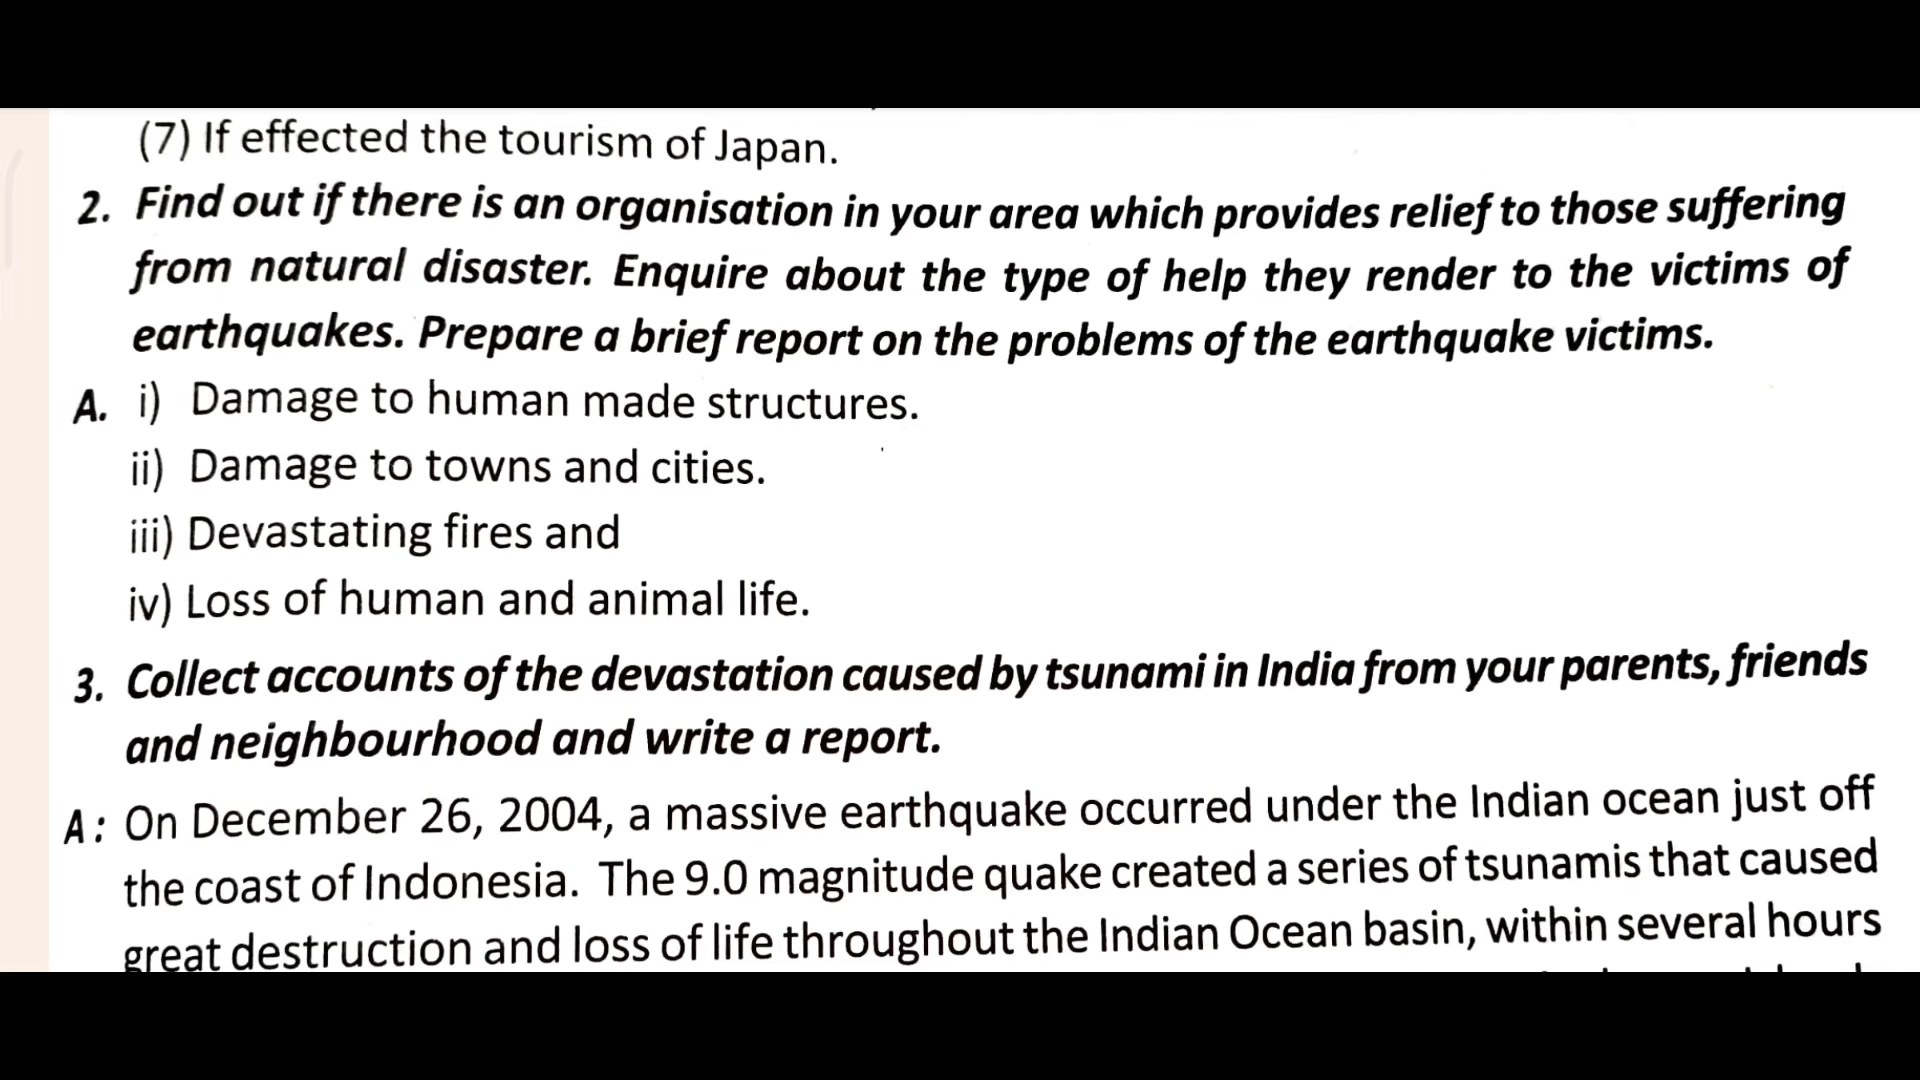 (7) If effected the tourism of Japan.
2. Find out if there is an organisation in your area which provides relief to those suffering
from natural disaster. Enquire about the type of help they render to the victims of
earthquakes. Prepare a brief report on the problems of the earthquake victims.
A. i) Damage to human made structures.
ii) Damage to towns and cities.
iii) Devastating fires and
iv) Loss of human and animal life.
3. Collect accounts of the devastation caused by tsunami in India from your parents, friends
and neighbourhood and write a report.
A: On December 26, 2004, a massive earthquake occurred under the Indian ocean just off
the coast of Indonesia. The 9.0 magnitude quake created a series of tsunamis that caused
great destruction and loss of life throughout the Indian Ocean basin, within several hours